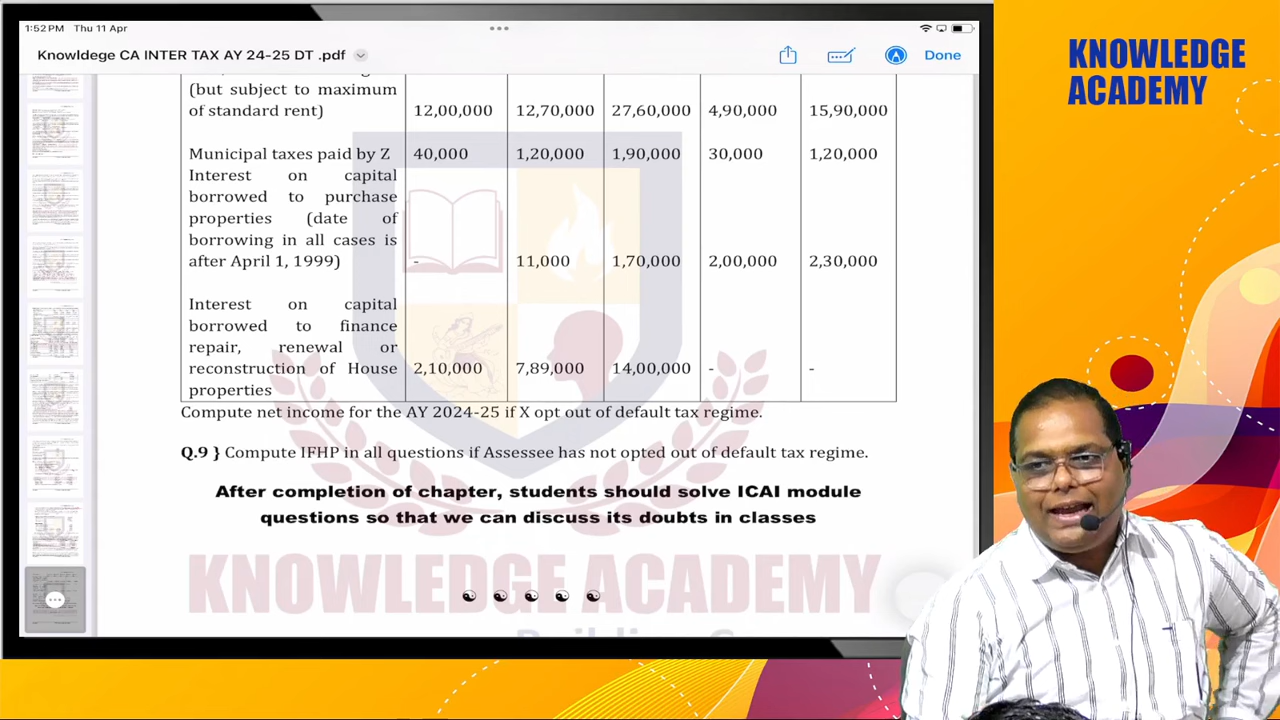 1:52 PM Thu 11 Apr
Knowldege CA INTER TAX AY 24-25 DT .pdf
Done
KNOWLEDGE
ACADEMY
(but subject to maximum
of standard rent) 12,00, 12,70,000 27,60,000 4,90,000 15,90,000
Municipal taxes paid by Z 40,000 1,20,000 1,90,000 30,000 1,20,000
Interest on capital
borrowed to purchase
properties (date of
borrowing in all cases is
after April 1, 1999) - 11,000 1,70,000 2,00,000 2,30,000
Interest on capital
borrowed to finance
repair, renewal or
reconstruction of House 2,10,000 7,89,000 14,00,000 - -
properties
Compute net income for the AY 2024-25 if X opt out of default tax regime.
Q.9 Compute IFHP in all questions if assesses has not opted out of default tax regime.
After completion of chapter, students should solve ICAI module
questions so that we can discuss its doubts in classes
KNOWLEDGE ACADEMY